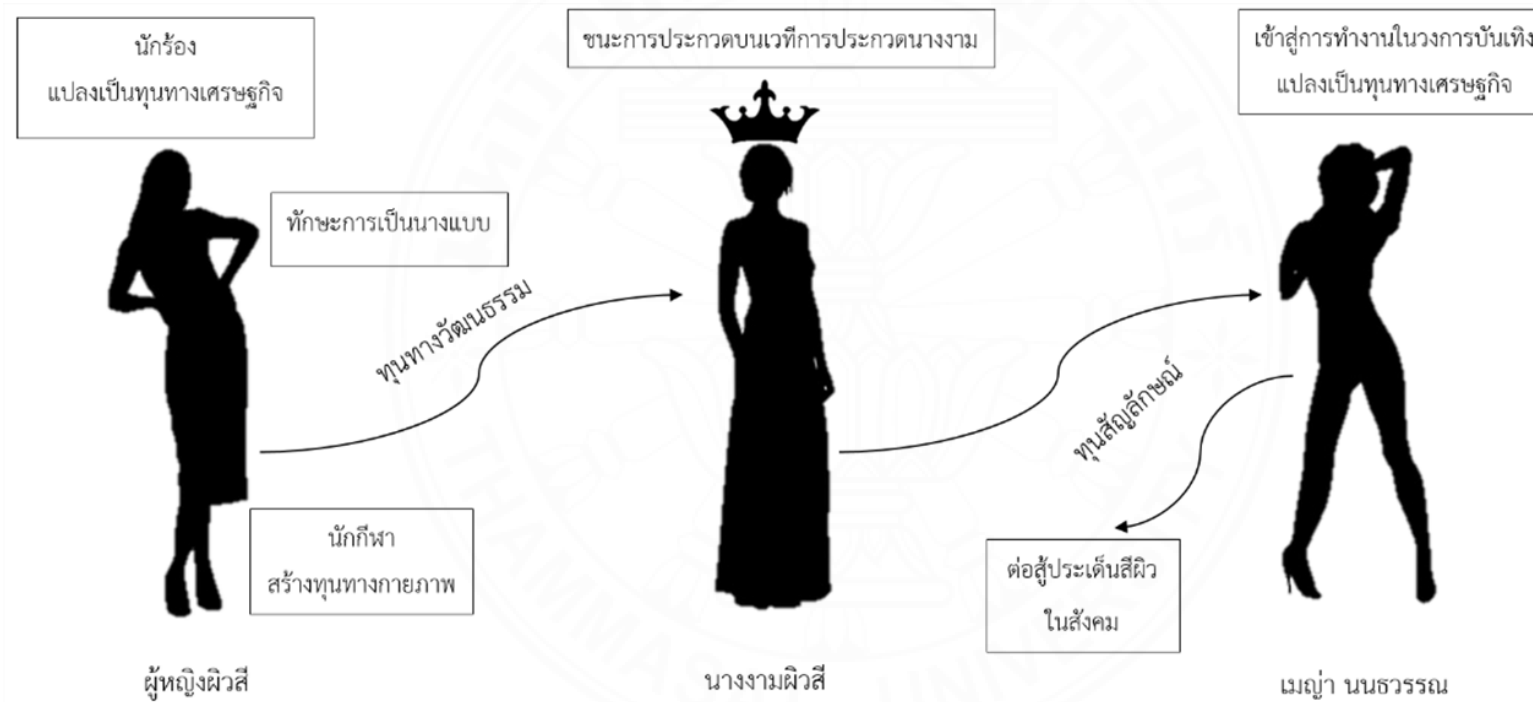 นักร้อง
แปลงเป็นทุนทางเศรษฐกิจ
ทักษะการเป็นนางแบบ
ทุนทางวัฒนธรรม
นักกีฬา
สร้างทุนทางกายภาพ
ผู้หญิงผิวสี
ชนะการประกวดบนเวทีการประกวดนางงาม
นางงามผิวสี
ทุนสัญลักษณ์
เข้าสู่การทำงานในวงการบันเทิง
แปลงเป็นทุนทางเศรษฐกิจ
ต่อสู้ประเด็นสีผิว
ในสังคม
เมญ่า นนธวรรณ
THAMMASAT UNIVERS